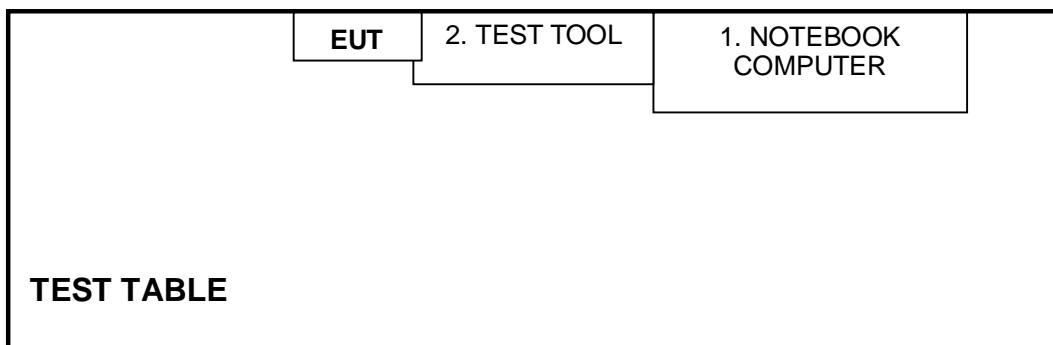 EUT
2. TEST TOOL
1. NOTEBOOK
COMPUTER
TEST TABLE